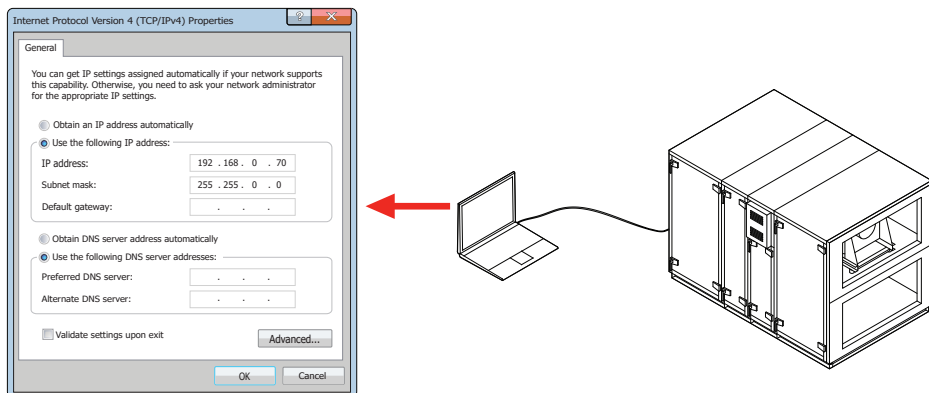 Internet Protocol Version 4 (TCP/IPv4) Properties
General
You can get IP settings assigned automatically if your network supports
this capability. Otherwise, you need to ask your network administrator
for the appropriate IP settings.
Obtain an IP address automatically
Use the following IP address:
IP address: 192 . 168 . 0 . 70
Subnet mask: 255 . 255 . 0 . 0
Default gateway: . . .
Obtain DNS server address automatically
Use the following DNS server addresses:
Preferred DNS server: . . .
Alternate DNS server: . . .
Validate settings upon exit
Advanced...
OK Cancel